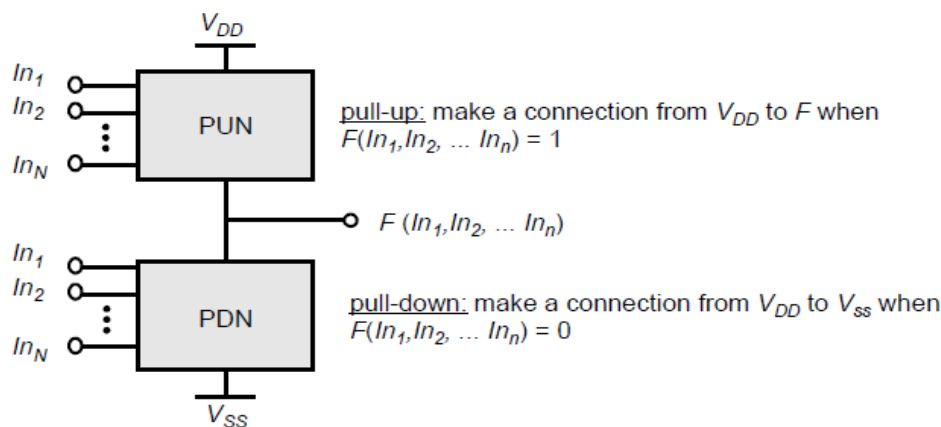 V_DD
In_1
In_2
In_N
PUN
pull-up: make a connection from V_DD to F when
F(In_1,In_2, ... In_n) = 1
F (In_1,In_2, ... In_n)
In_1
In_2
In_N
PDN
pull-down: make a connection from V_DD to V_ss when
F(In_1,In_2, ... In_n) = 0
V_SS